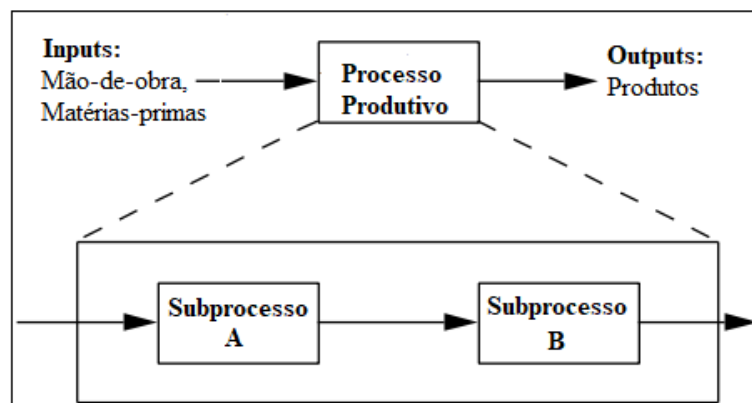 Inputs:
Mão-de-obra,
Matérias-primas
Processo
Produtivo
Outputs:
Produtos
Subprocesso
A
Subprocesso
B